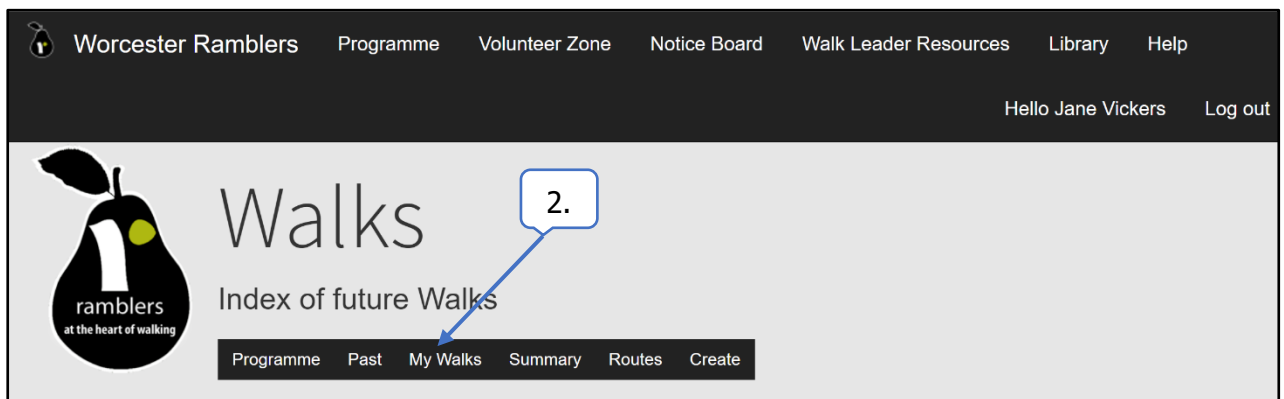 r
Worcester Ramblers Programme Volunteer Zone Notice Board Walk Leader Resources Library Help
Hello Jane Vickers Log out
r
ramblers
at the heart of walking
Walks
2.
Index of future Walks
Programme Past My Walks Summary Routes Create